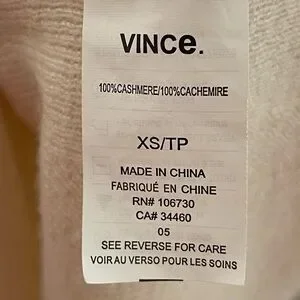 VINCe.
100%CASHMERE/100%CACHEMIRE
XS/TP
MADE IN CHINA
FABRIQUÉ EN CHINE
RN# 106730
CA# 34460
05
SEE REVERSE FOR CARE
VOIR AU VERSO POUR LES SOINS